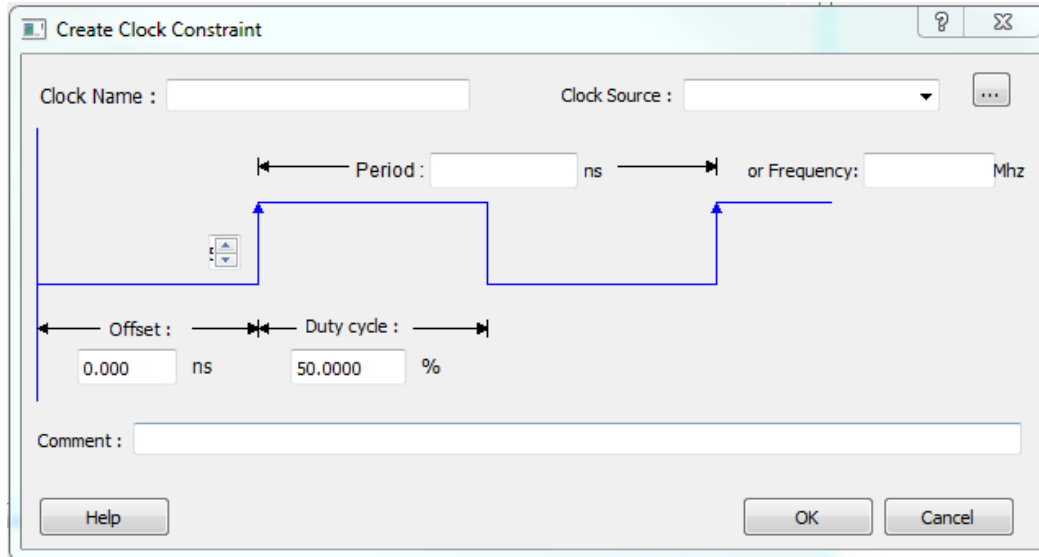 Create Clock Constraint
Clock Name : Clock Source : ...
Period : ns or Frequency: Mhz
Offset : Duty cycle :
0.000 ns 50.0000 %
Comment :
Help OK Cancel